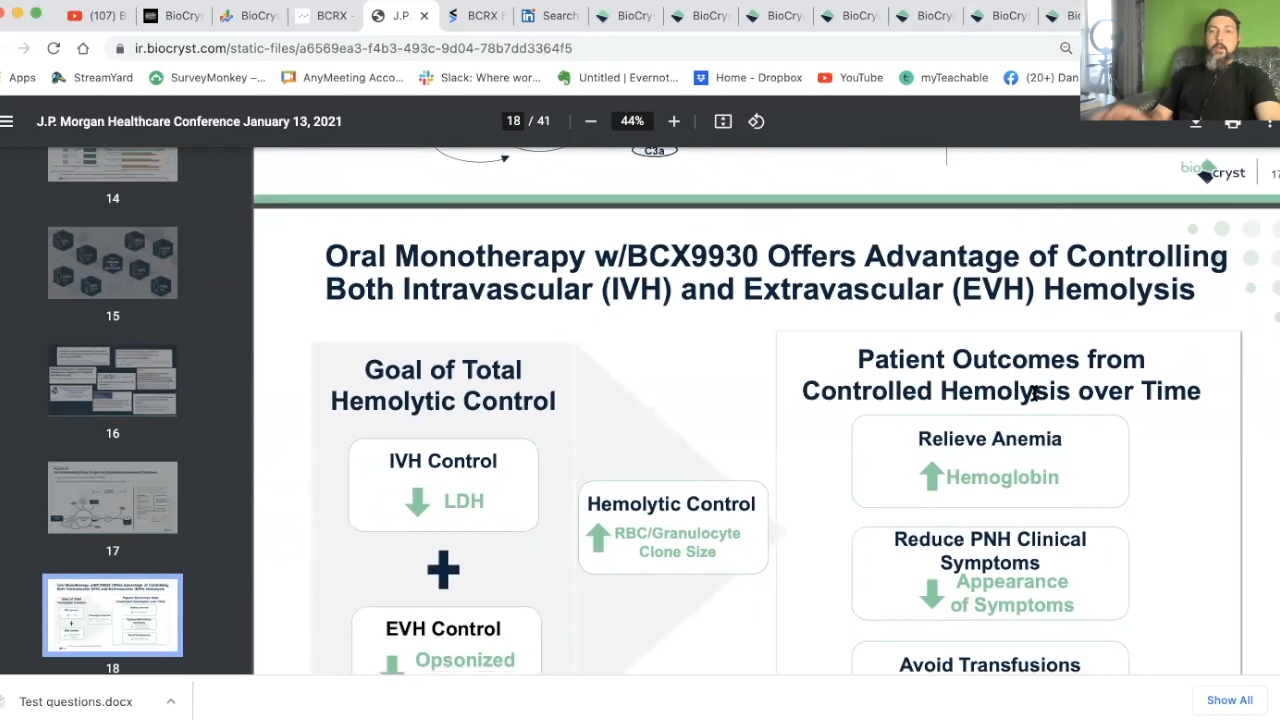 (107) B
BioCrys
BioCrys
BCRX -
J.P.
BCRX E
Search
BioCry
BioCry
BioCry
BioCry
BioCry
BioCry
Bi
ir.biocryst.com/static-files/a6569ea3-f4b3-493c-9d04-78b7dd3364f5
Apps
StreamYard
SurveyMonkey –...
AnyMeeting Acco...
Slack: Where wor...
Untitled | Evernot...
Home - Dropbox
YouTube
myTeachable
(20+) Dan
J.P. Morgan Healthcare Conference January 13, 2021
18 / 41
44%
14
15
16
17
18
C3a
biocryst
17
Oral Monotherapy w/BCX9930 Offers Advantage of Controlling
Both Intravascular (IVH) and Extravascular (EVH) Hemolysis
Goal of Total
Hemolytic Control
IVH Control
LDH
EVH Control
Opsonized
Hemolytic Control
RBC/Granulocyte
Clone Size
Patient Outcomes from
Controlled Hemolysis over Time
Relieve Anemia
Hemoglobin
Reduce PNH Clinical
Symptoms
Appearance
of Symptoms
Avoid Transfusions
Test questions.docx
Show All